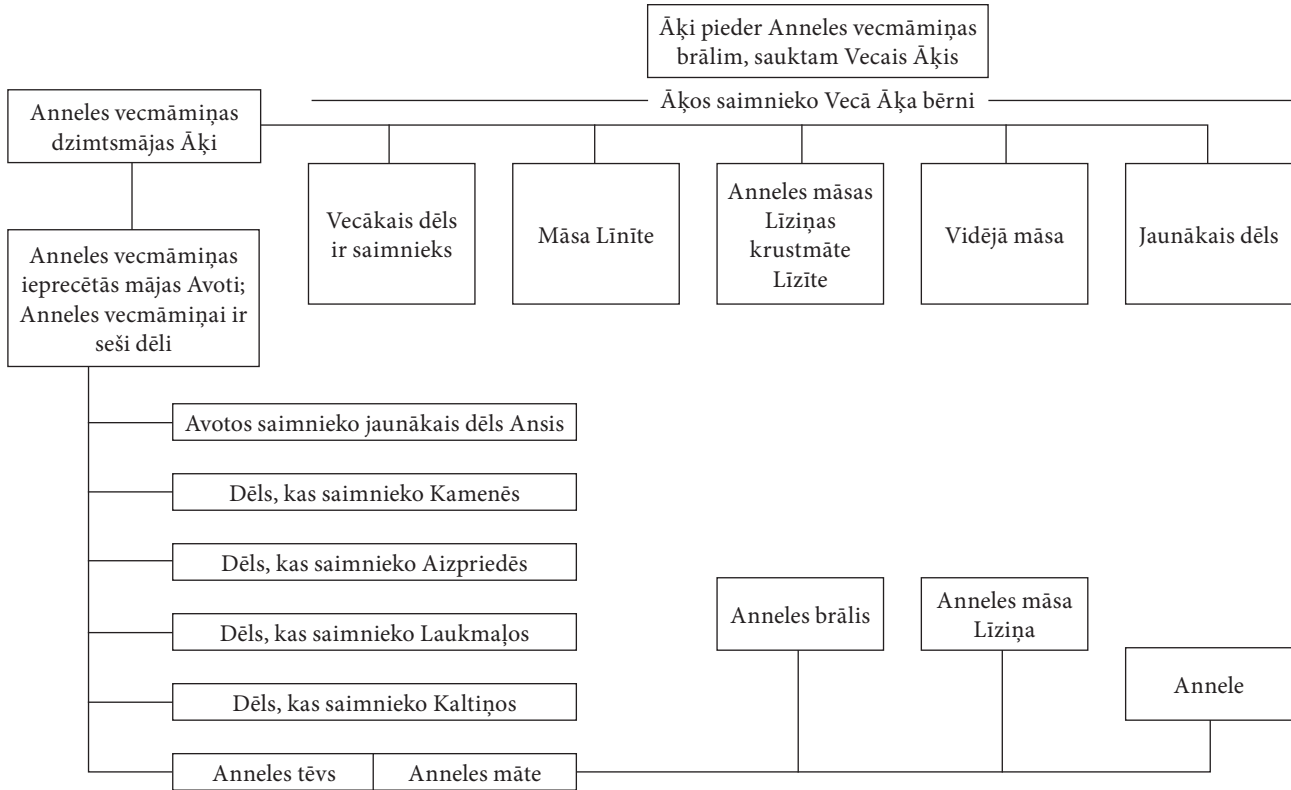 Āķi pieder Anneles vecmāmiņas
brālim, sauktam Vecais Āķis
Āķos saimnieko Vecā Āķa bērni
Anneles vecmāmiņas
dzimtsmājas Āķi
Vecākais dēls
ir saimnieks
Māsa Līnīte
Anneles māsas
Līziņas
krustmāte
Līzīte
Vidējā māsa
Jaunākais dēls
Anneles vecmāmiņas
ieprecētās mājas Avoti;
Anneles vecmāmiņai ir
seši dēli
Avotos saimnieko jaunākais dēls Ansis
Dēls, kas saimnieko Kamenēs
Dēls, kas saimnieko Aizpriedēs
Dēls, kas saimnieko Laukmaļos
Dēls, kas saimnieko Kaltiņos
Anneles tēvs
Anneles māte
Anneles brālis
Anneles māsa
Līziņa
Annele